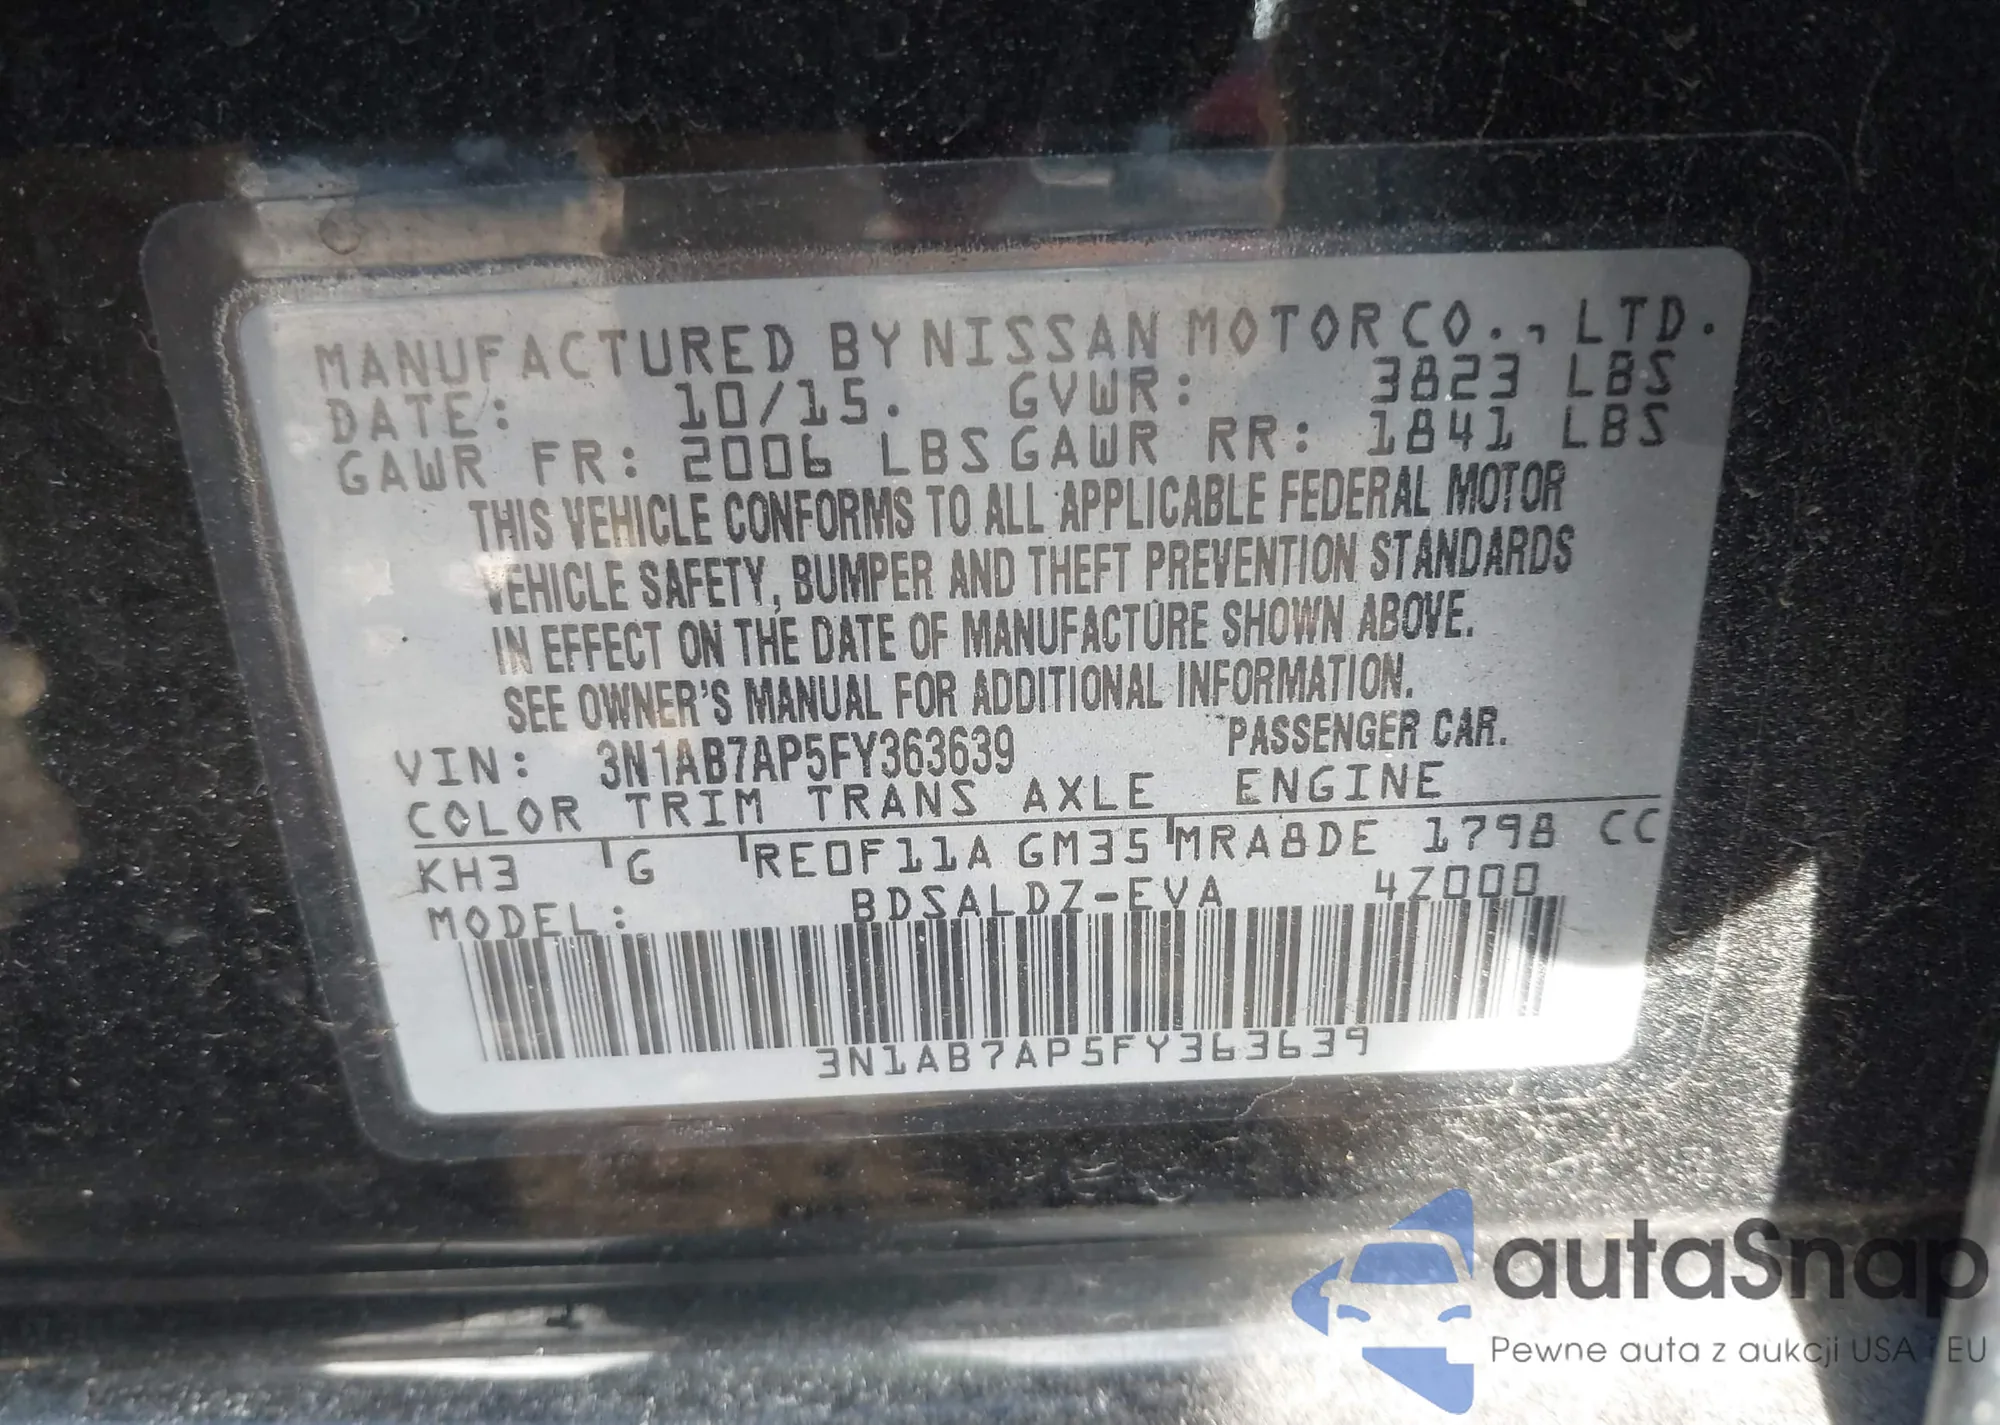 MANUFACTURED BY NISSAN MOTOR CO., LTD.
DATE: 10/15. GVWR: 3823 LBS
GAWR FR: 2006 LBS GAWR RR: 1841 LBS
THIS VEHICLE CONFORMS TO ALL APPLICABLE FEDERAL MOTOR
VEHICLE SAFETY, BUMPER AND THEFT PREVENTION STANDARDS
IN EFFECT ON THE DATE OF MANUFACTURE SHOWN ABOVE.
SEE OWNER'S MANUAL FOR ADDITIONAL INFORMATION.
VIN: 3N1AB7AP5FY363639 PASSENGER CAR.
COLOR TRIM TRANS AXLE ENGINE
KH3 G RE0F11A GM35 MRA8DE 1798 CC
MODEL: BDSALDZ-EVA 4Z000
3N1AB7AP5FY363639
autaSnap
Pewne auta z aukcji USA i EU